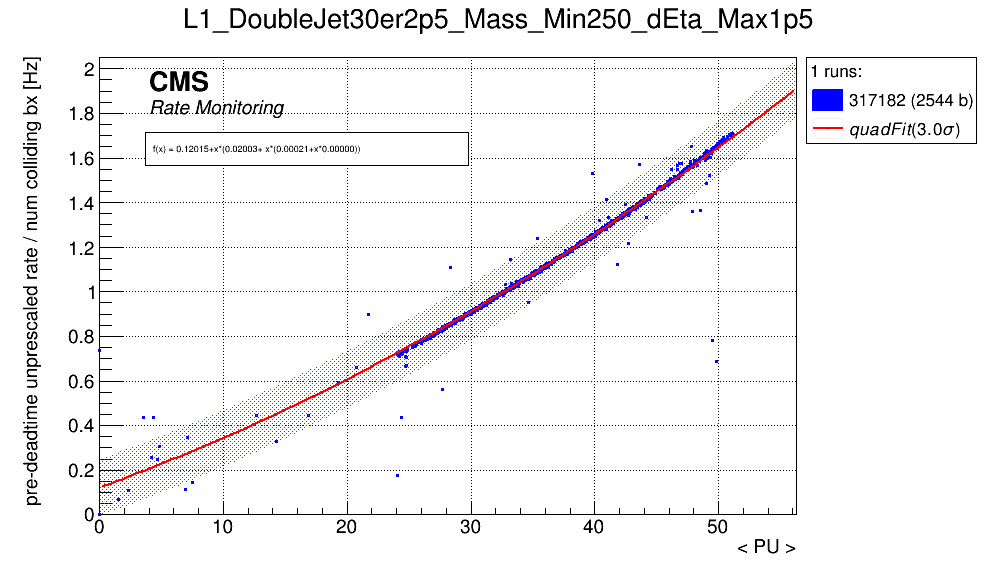 L1_DoubleJet30er2p5_Mass_Min250_dEta_Max1p5
pre-deadtime unprescaled rate / num colliding bx [Hz]
CMS
Rate Monitoring
f(x) = 0.12015+x*(0.02003+ x*(0.00021+x*0.00000))
1 runs:
317182 (2544 b)
quadFit(3.0σ)
2
1.8
1.6
1.4
1.2
1
0.8
0.6
0.4
0.2
0
0 10 20 30 40 50
< PU >